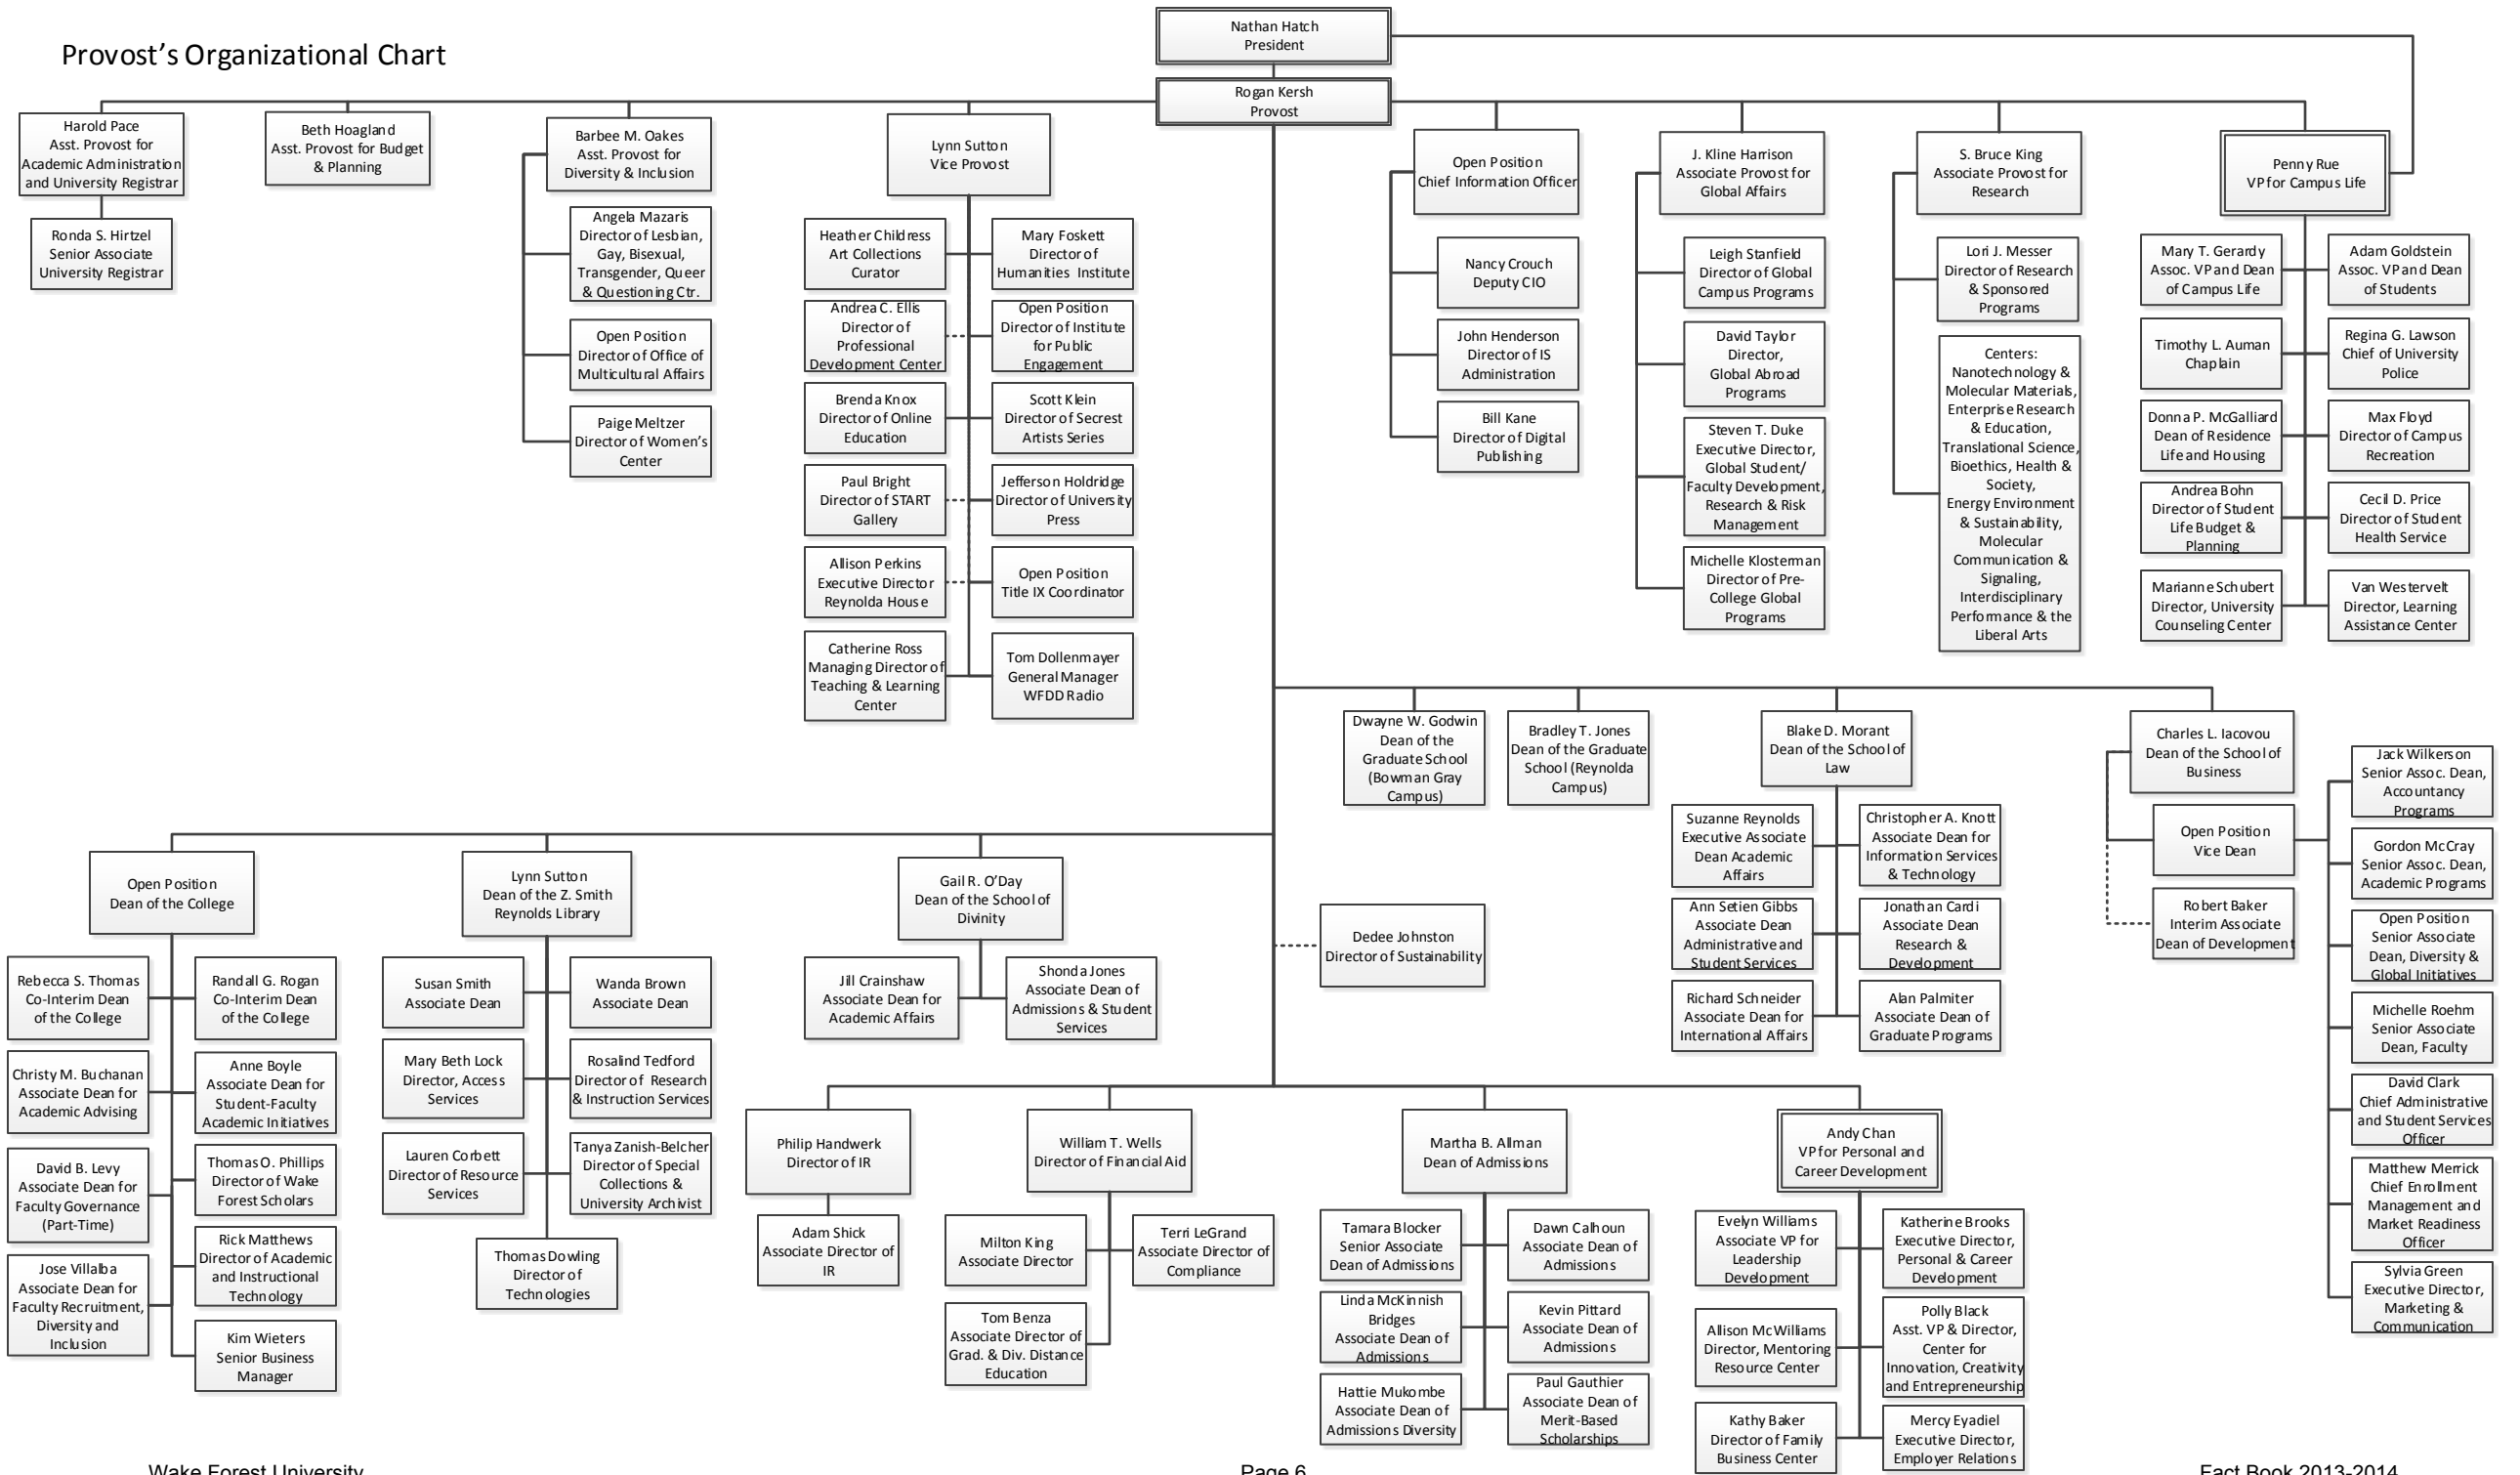 Provost's Organizational Chart
Nathan Hatch
President
Rogan Kersh
Provost
Harold Pace
Asst. Provost for
Academic Administration
and University Registrar
Ronda S. Hirtzel
Senior Associate
University Registrar
Beth Hoagland
Asst. Provost for Budget
& Planning
Barbee M. Oakes
Asst. Provost for
Diversity & Inclusion
Angela Mazaris
Director of Lesbian,
Gay, Bisexual,
Transgender, Queer
& Questioning Ctr.
Open Position
Director of Office of
Multicultural Affairs
Paige Meltzer
Director of Women's
Center
Lynn Sutton
Vice Provost
Heather Childress
Art Collections
Curator
Mary Foskett
Director of
Humanities Institute
Andrea C. Ellis
Director of
Professional
Development Center
Open Position
Director of Institute
for Public
Engagement
Brenda Knox
Director of Online
Education
Scott Klein
Director of Secrest
Artists Series
Paul Bright
Director of START
Gallery
Jefferson Holdridge
Director of University
Press
Allison Perkins
Executive Director
Reynolda House
Open Position
Title IX Coordinator
Catherine Ross
Managing Director of
Teaching & Learning
Center
Tom Dollenmayer
General Manager
WFDD Radio
Open Position
Chief Information Officer
Nancy Crouch
Deputy CIO
John Henderson
Director of IS
Administration
Bill Kane
Director of Digital
Publishing
J. Kline Harrison
Associate Provost for
Global Affairs
Leigh Stanfield
Director of Global
Campus Programs
David Taylor
Director,
Global Abroad
Programs
Steven T. Duke
Executive Director,
Global Student/
Faculty Development,
Research & Risk
Management
Michelle Klosterman
Director of Pre-
College Global
Programs
S. Bruce King
Associate Provost for
Research
Lori J. Messer
Director of Research
& Sponsored
Programs
Centers:
Nanotechnology &
Molecular Materials,
Enterprise Research
& Education,
Translational Science,
Bioethics, Health &
Society,
Energy Environment
& Sustainability,
Molecular
Communication &
Signaling,
Interdisciplinary
Performance & the
Liberal Arts
Penny Rue
VP for Campus Life
Mary T. Gerardy
Assoc. VP and Dean
of Campus Life
Adam Goldstein
Assoc. VP and Dean
of Students
Timothy L. Auman
Chaplain
Regina G. Lawson
Chief of University
Police
Donna P. McGalliard
Dean of Residence
Life and Housing
Max Floyd
Director of Campus
Recreation
Andrea Bohn
Director of Student
Life Budget &
Planning
Cecil D. Price
Director of Student
Health Service
Marianne Schubert
Director, University
Counseling Center
Van Westervelt
Director, Learning
Assistance Center
Dwayne W. Godwin
Dean of the
Graduate School
(Bowman Gray
Campus)
Bradley T. Jones
Dean of the Graduate
School (Reynolda
Campus)
Blake D. Morant
Dean of the School of
Law
Suzanne Reynolds
Executive Associate
Dean Academic
Affairs
Christopher A. Knott
Associate Dean for
Information Services
& Technology
Ann Setien Gibbs
Associate Dean
Administrative and
Student Services
Jonathan Cardi
Associate Dean
Research &
Development
Richard Schneider
Associate Dean for
International Affairs
Alan Palmiter
Associate Dean of
Graduate Programs
Charles L. Iacovou
Dean of the School of
Business
Open Position
Vice Dean
Robert Baker
Interim Associate
Dean of Development
Jack Wilkerson
Senior Assoc. Dean,
Accountancy
Programs
Gordon McCray
Senior Assoc. Dean,
Academic Programs
Open Position
Senior Associate
Dean, Diversity &
Global Initiatives
Michelle Roehm
Senior Associate
Dean, Faculty
David Clark
Chief Administrative
and Student Services
Officer
Matthew Merrick
Chief Enrollment
Management and
Market Readiness
Officer
Sylvia Green
Executive Director,
Marketing &
Communication
Open Position
Dean of the College
Rebecca S. Thomas
Co-Interim Dean
of the College
Randall G. Rogan
Co-Interim Dean
of the College
Christy M. Buchanan
Associate Dean for
Academic Advising
Anne Boyle
Associate Dean for
Student-Faculty
Academic Initiatives
David B. Levy
Associate Dean for
Faculty Governance
(Part-Time)
Thomas O. Phillips
Director of Wake
Forest Scholars
Rick Matthews
Director of Academic
and Instructional
Technology
Jose Villalba
Associate Dean for
Faculty Recruitment,
Diversity and
Inclusion
Kim Wieters
Senior Business
Manager
Lynn Sutton
Dean of the Z. Smith
Reynolds Library
Susan Smith
Associate Dean
Wanda Brown
Associate Dean
Mary Beth Lock
Director, Access
Services
Rosalind Tedford
Director of Research
& Instruction Services
Lauren Corbett
Director of Resource
Services
Tanya Zanish-Belcher
Director of Special
Collections &
University Archivist
Thomas Dowling
Director of
Technologies
Gail R. O'Day
Dean of the School of
Divinity
Jill Crainshaw
Associate Dean for
Academic Affairs
Shonda Jones
Associate Dean of
Admissions & Student
Services
Dedee Johnston
Director of Sustainability
Philip Handwerk
Director of IR
Adam Shick
Associate Director of
IR
William T. Wells
Director of Financial Aid
Milton King
Associate Director
Terri LeGrand
Associate Director of
Compliance
Tom Benza
Associate Director of
Grad. & Div. Distance
Education
Martha B. Allman
Dean of Admissions
Tamara Blocker
Senior Associate
Dean of Admissions
Dawn Calhoun
Associate Dean of
Admissions
Linda McKinnish
Bridges
Associate Dean of
Admissions
Kevin Pittard
Associate Dean of
Admissions
Hattie Mukombe
Associate Dean of
Admissions Diversity
Paul Gauthier
Associate Dean of
Merit-Based
Scholarships
Andy Chan
VP for Personal and
Career Development
Evelyn Williams
Associate VP for
Leadership
Development
Katherine Brooks
Executive Director,
Personal & Career
Development
Allison McWilliams
Director, Mentoring
Resource Center
Polly Black
Asst. VP & Director,
Center for
Innovation, Creativity
and Entrepreneurship
Kathy Baker
Director of Family
Business Center
Mercy Eyadiel
Executive Director,
Employer Relations
Wake Forest University
Page 6
Fact Book 2013-2014